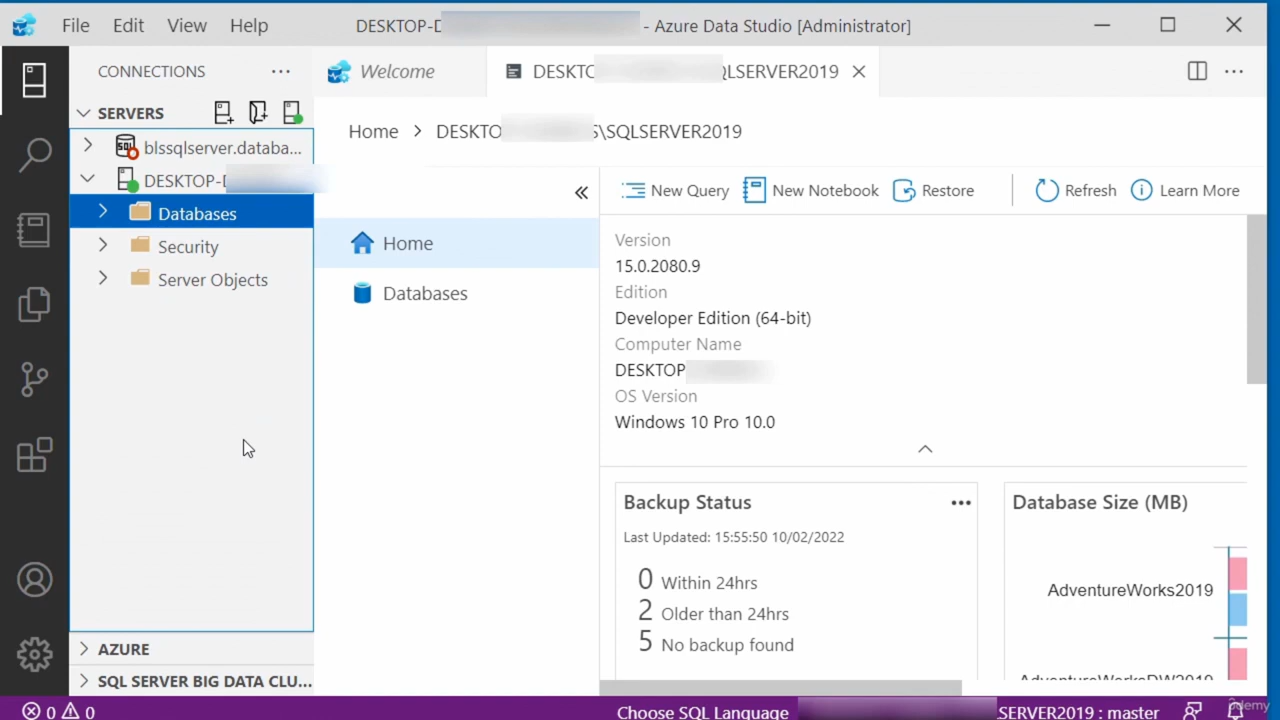 File Edit View Help DESKTOP-D - Azure Data Studio [Administrator]
CONNECTIONS
Welcome
DESKTO QLSERVER2019
SERVERS
Home > DESKTO S\SQLSERVER2019
blssqlserver.databa...
DESKTOP-D
Databases
Security
Server Objects
New Query New Notebook Restore Refresh Learn More
Home
Databases
Version
15.0.2080.9
Edition
Developer Edition (64-bit)
Computer Name
DESKTOP
OS Version
Windows 10 Pro 10.0
Backup Status
Last Updated: 15:55:50 10/02/2022
0 Within 24hrs
2 Older than 24hrs
5 No backup found
Database Size (MB)
AdventureWorks2019
AdventureWorksDW2019
AZURE
SQL SERVER BIG DATA CLU...
0 0 Choose SQL Language SERVER2019 : master
ûdemy